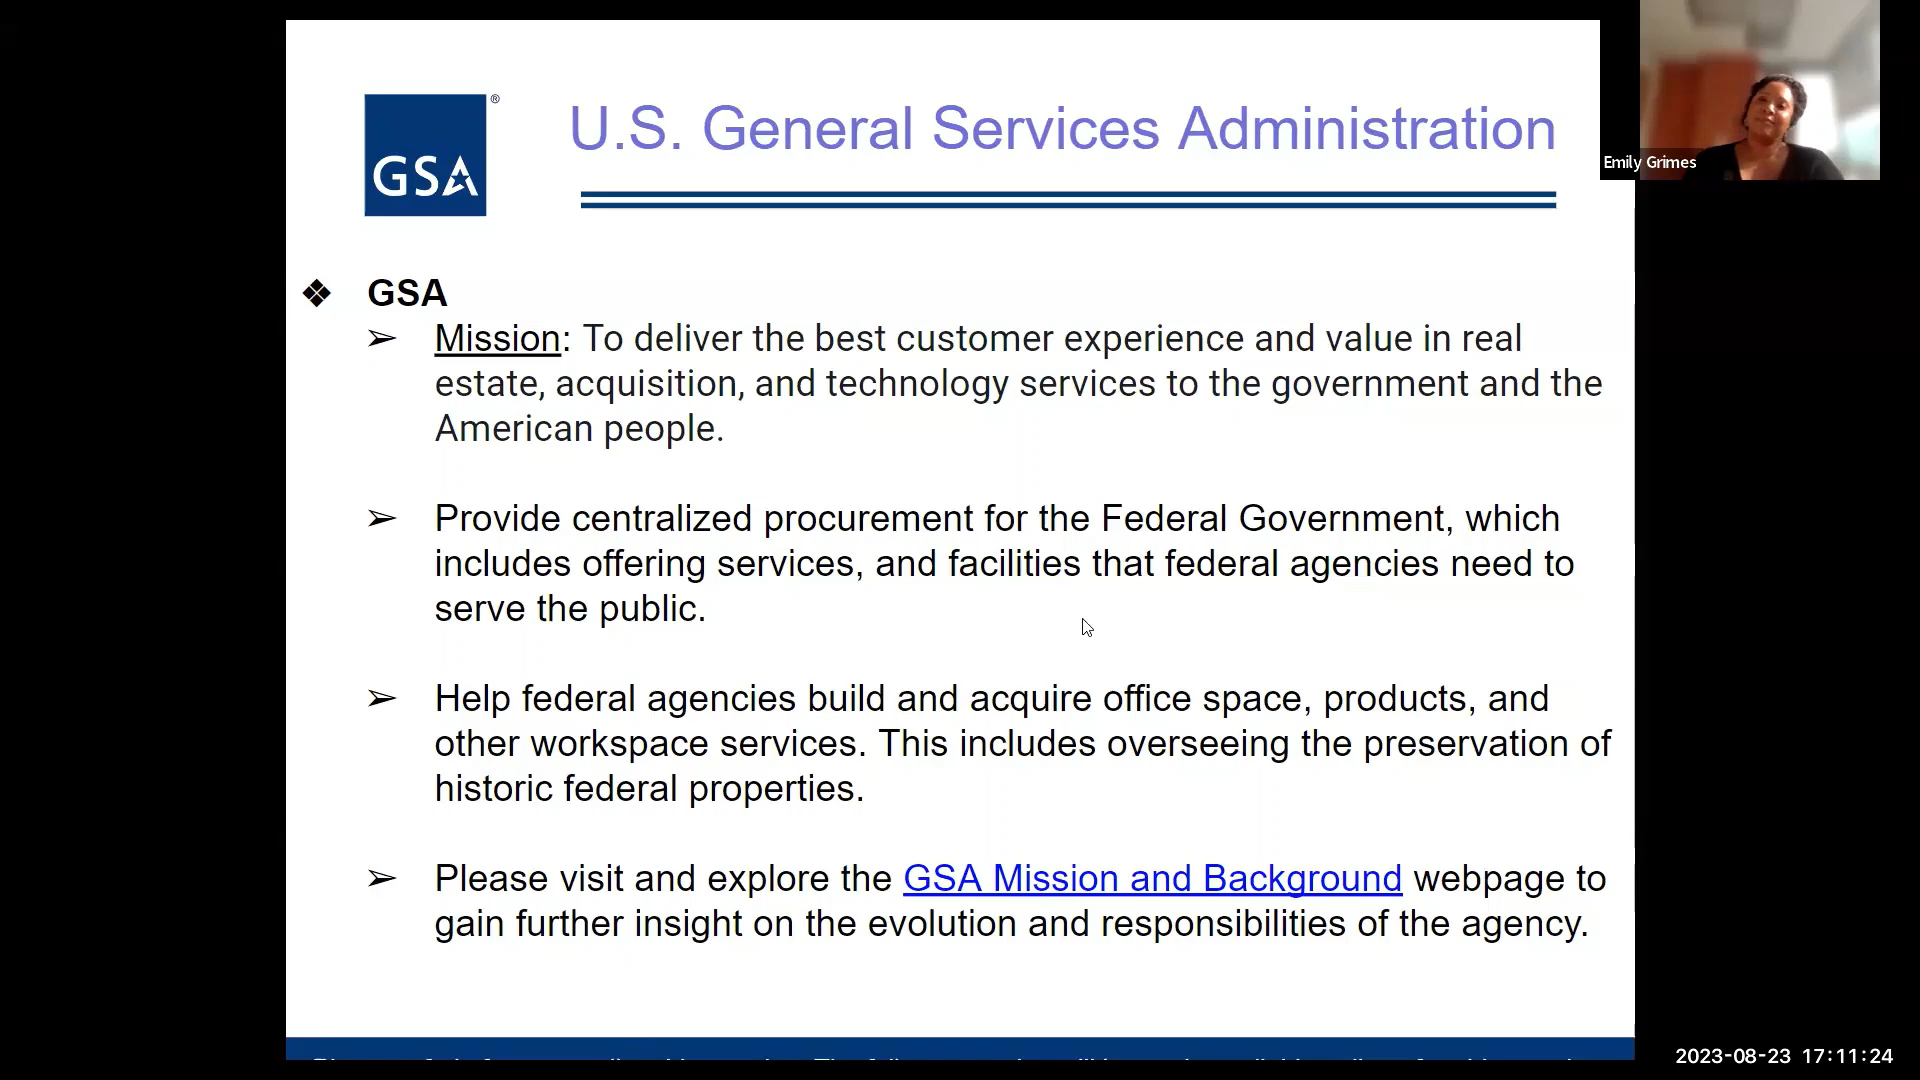 GSA®
U.S. General Services Administration
Emily Grimes
❖ GSA
➢ Mission: To deliver the best customer experience and value in real
estate, acquisition, and technology services to the government and the
American people.
➢ Provide centralized procurement for the Federal Government, which
includes offering services, and facilities that federal agencies need to
serve the public.
➢ Help federal agencies build and acquire office space, products, and
other workspace services. This includes overseeing the preservation of
historic federal properties.
➢ Please visit and explore the GSA Mission and Background webpage to
gain further insight on the evolution and responsibilities of the agency.
2023-08-23 17:11:24